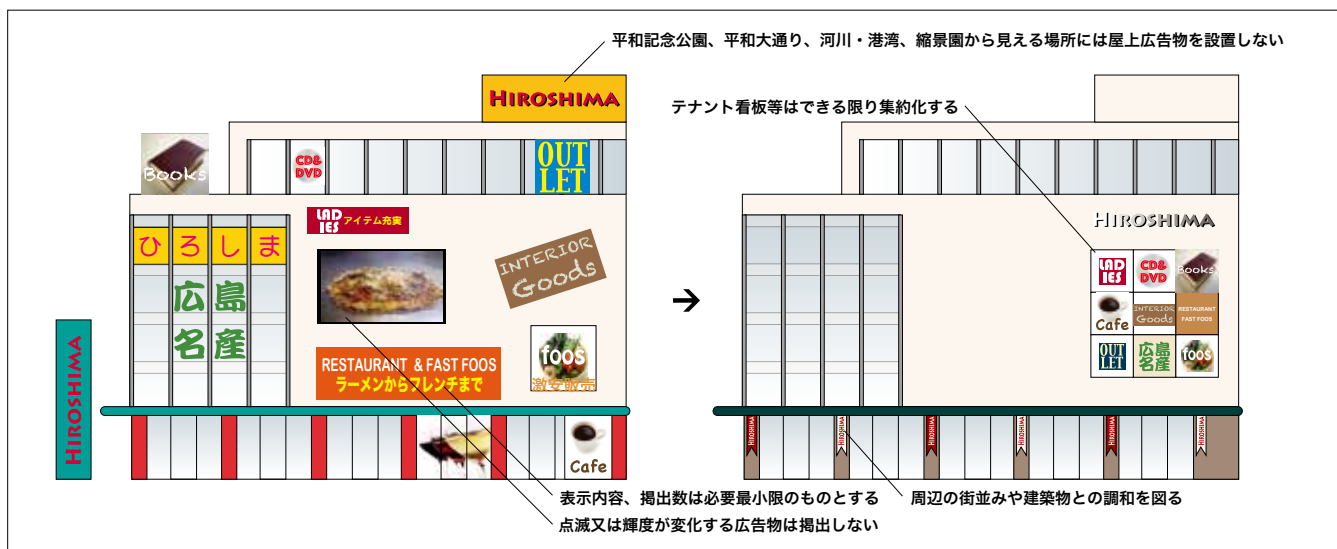 平和記念公園、平和大通り、河川・港湾、縮景園から見える場所には屋上広告物を設置しない
HIROSHIMA
テナント看板等はできる限り集約化する
Books
CD&
DVD
OUT
LET
LAD
IES
アイテム充実
ひろしま
広島
名産
INTERIOR
Goods
RESTAURANT & FAST FOOS
ラーメンからフレンチまで
foos
激安販売
HIROSHIMA
Cafe
→
HIROSHIMA
LAD
IES
CD&
DVD
Books
Cafe
INTERIOR
Goods
RESTAURANT
FAST FOOS
OUT
LET
広島
名産
foos
HIROSHIMA
HIROSHIMA
HIROSHIMA
HIROSHIMA
HIROSHIMA
HIROSHIMA
表示内容、掲出数は必要最小限のものとする
周辺の街並みや建築物との調和を図る
点滅又は輝度が変化する広告物は掲出しない